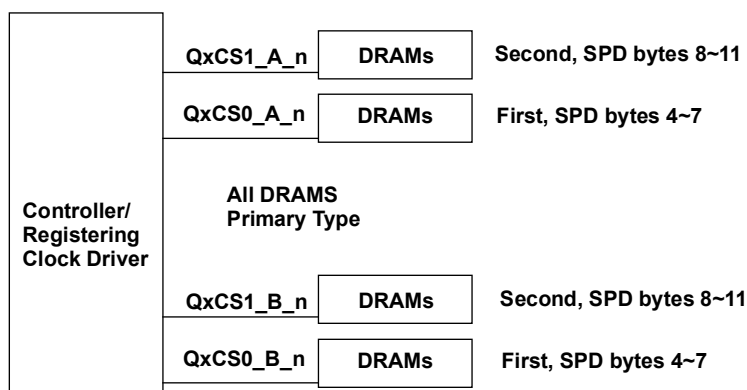 QxCS1_A_n DRAMs Second, SPD bytes 8~11
QxCS0_A_n DRAMs First, SPD bytes 4~7
All DRAMS
Primary Type
Controller/
Registering
Clock Driver
QxCS1_B_n DRAMs Second, SPD bytes 8~11
QxCS0_B_n DRAMs First, SPD bytes 4~7